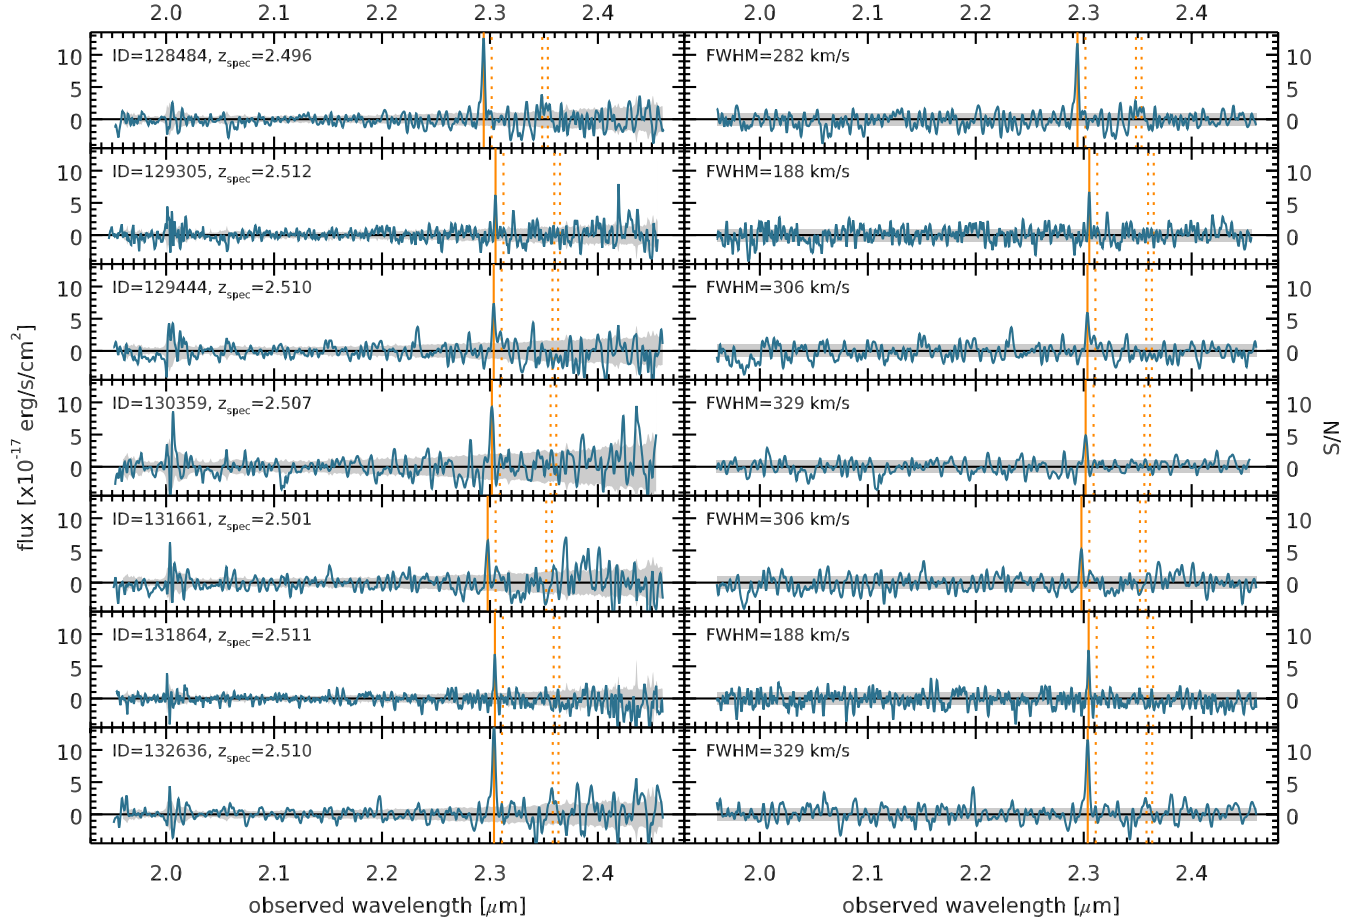 2.0 2.1 2.2 2.3 2.4 2.0 2.1 2.2 2.3 2.4
ID=128484, zspec=2.496 FWHM=282 km/s
10 5 0 10 5 0
ID=129305, zspec=2.512 FWHM=188 km/s
10 5 0 10 5 0
ID=129444, zspec=2.510 FWHM=306 km/s
10 5 0 10 5 0
ID=130359, zspec=2.507 FWHM=329 km/s
10 5 0 10 5 0
ID=131661, zspec=2.501 FWHM=306 km/s
10 5 0 10 5 0
ID=131864, zspec=2.511 FWHM=188 km/s
10 5 0 10 5 0
ID=132636, zspec=2.510 FWHM=329 km/s
10 5 0 10 5 0
flux [x10-17 erg/s/cm2]
S/N
2.0 2.1 2.2 2.3 2.4 2.0 2.1 2.2 2.3 2.4
observed wavelength [μm] observed wavelength [μm]